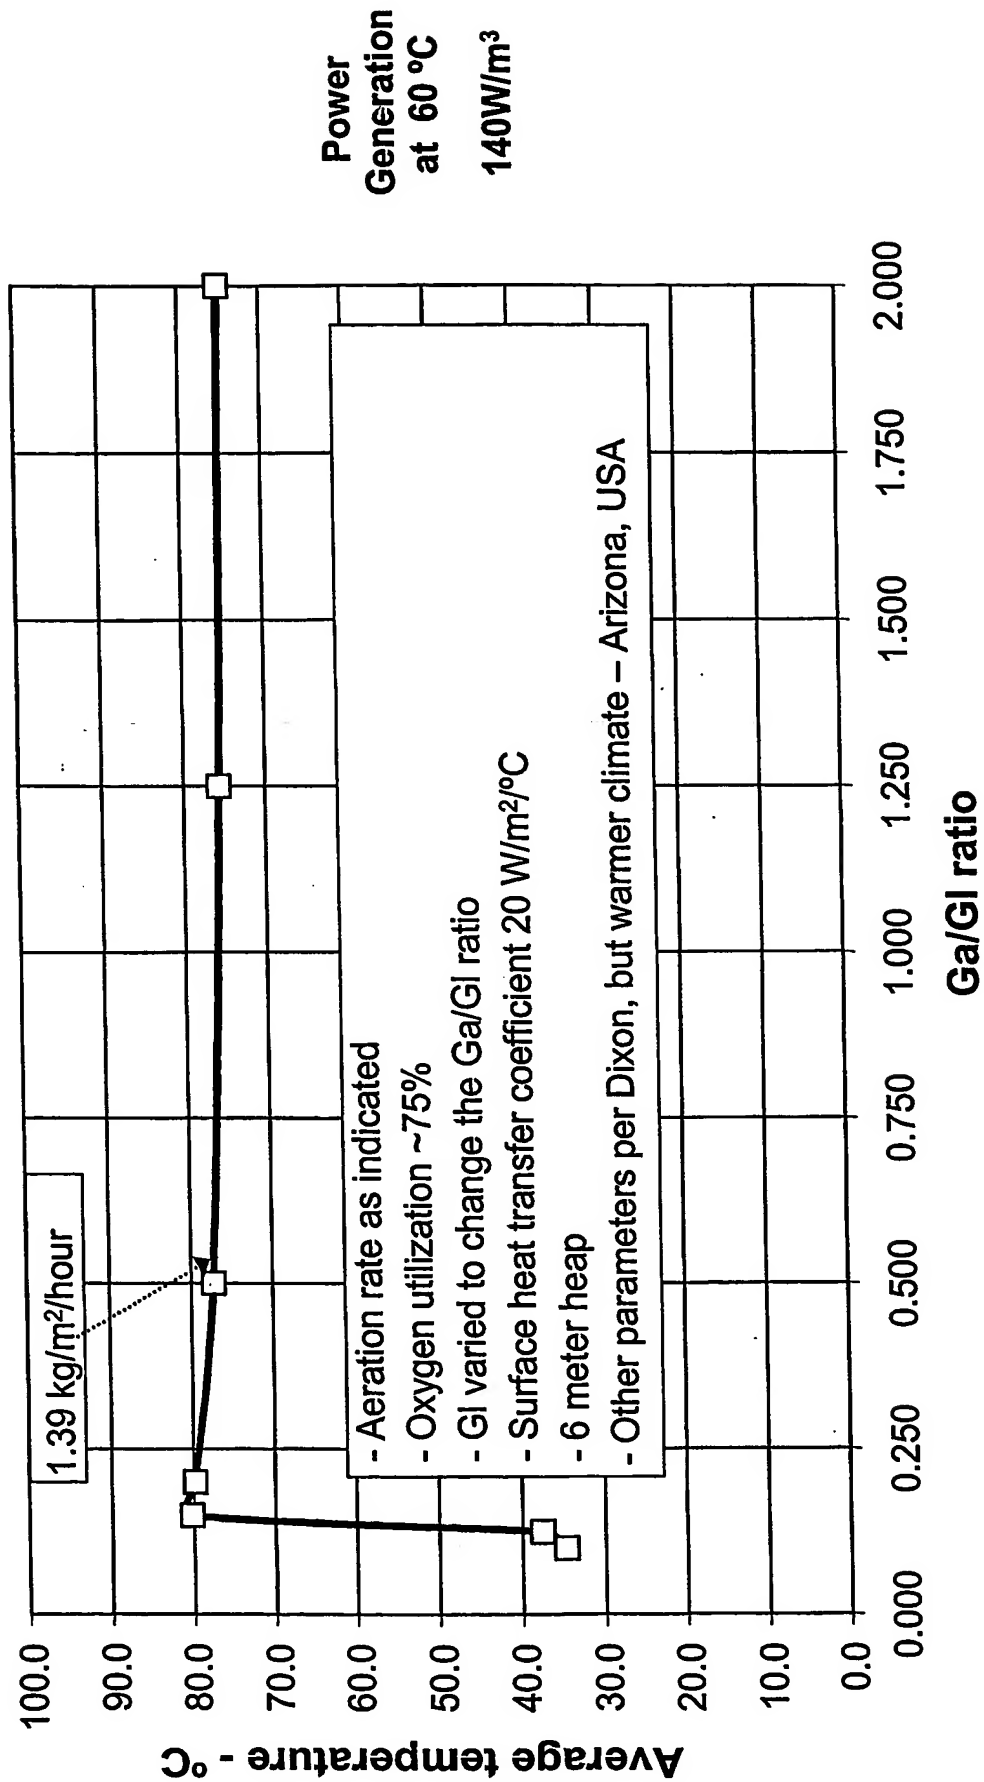 Power
Generation
at 60 ºC
140W/m³
Average temperature - ºC
100.0
90.0
80.0
70.0
60.0
50.0
40.0
30.0
20.0
10.0
0.0
1.39 kg/m²/hour
- Aeration rate as indicated
- Oxygen utilization ~75%
- Gl varied to change the Ga/Gl ratio
- Surface heat transfer coefficient 20 W/m²/ºC
- 6 meter heap
- Other parameters per Dixon, but warmer climate – Arizona, USA
0.000 0.250 0.500 0.750 1.000 1.250 1.500 1.750 2.000
Ga/Gl ratio